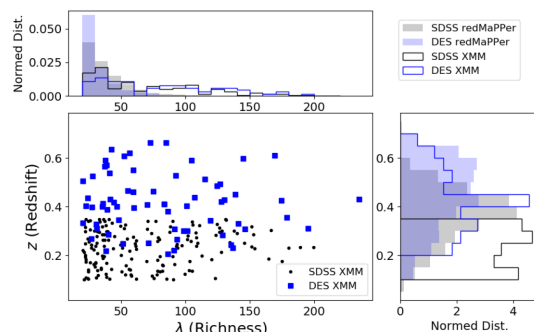 Normed Dist.
0.050
0.025
0.000
50
100
150
200
SDSS redMaPPer
DES redMaPPer
SDSS XMM
DES XMM
z (Redshift)
0.6
0.4
0.2
SDSS XMM
DES XMM
50
100
150
200
λ (Richness)
0.6
0.4
0.2
0
2
4
Normed Dist.